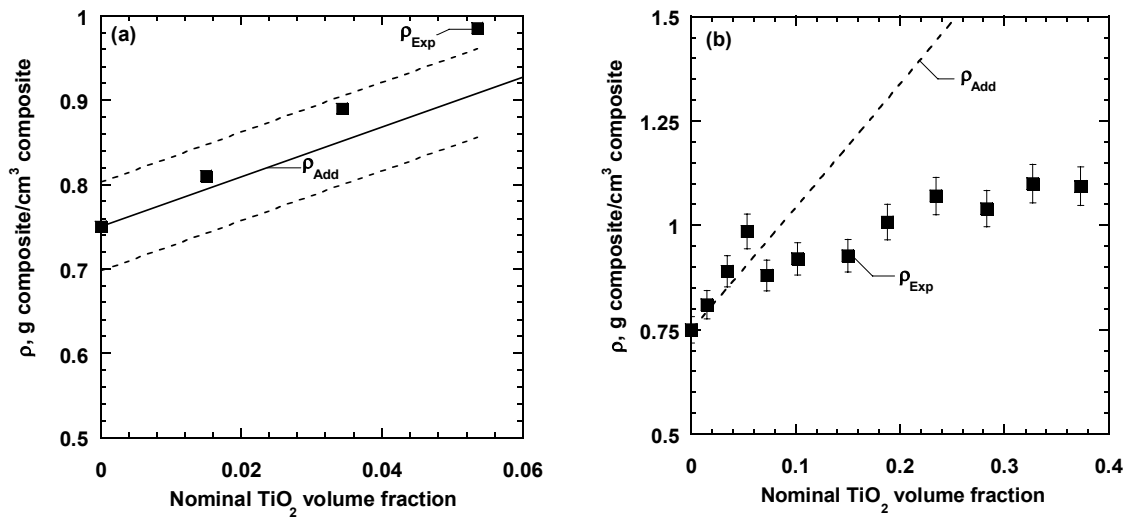 (a)
ρExp
ρAdd
1
0.9
0.8
0.7
0.6
0.5
0
0.02
0.04
0.06
ρ, g composite/cm³ composite
Nominal TiO₂ volume fraction
(b)
ρAdd
ρExp
1.5
1.25
1
0.75
0.5
0
0.1
0.2
0.3
0.4
ρ, g composite/cm³ composite
Nominal TiO₂ volume fraction